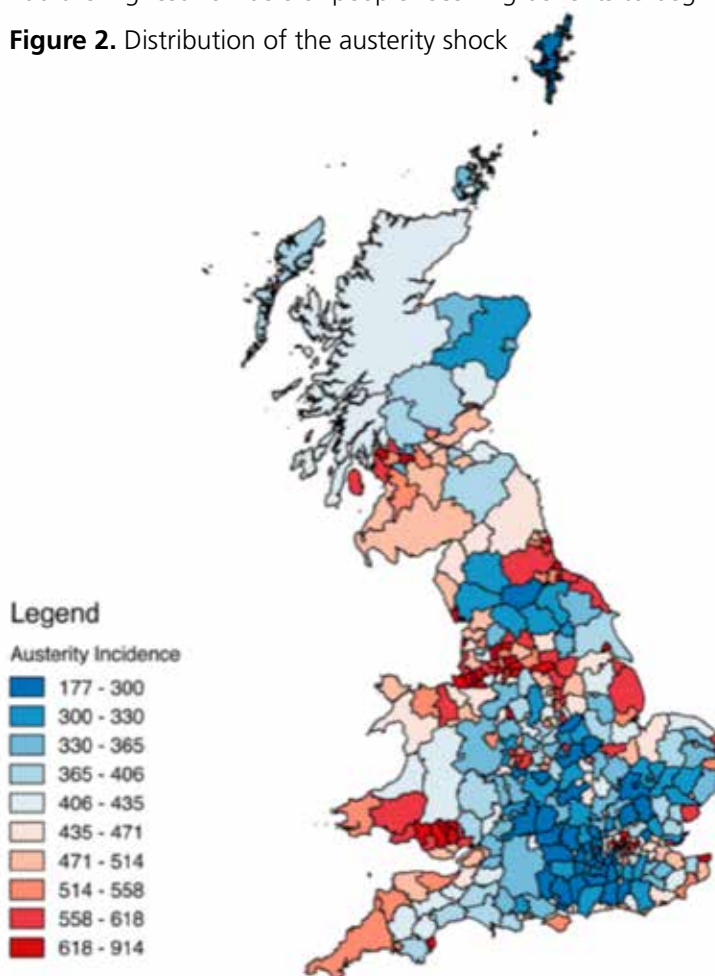 Figure 2. Distribution of the austerity shock
Legend
Austerity Incidence
177 - 300
300 - 330
330 - 365
365 - 406
406 - 435
435 - 471
471 - 514
514 - 558
558 - 618
618 - 914